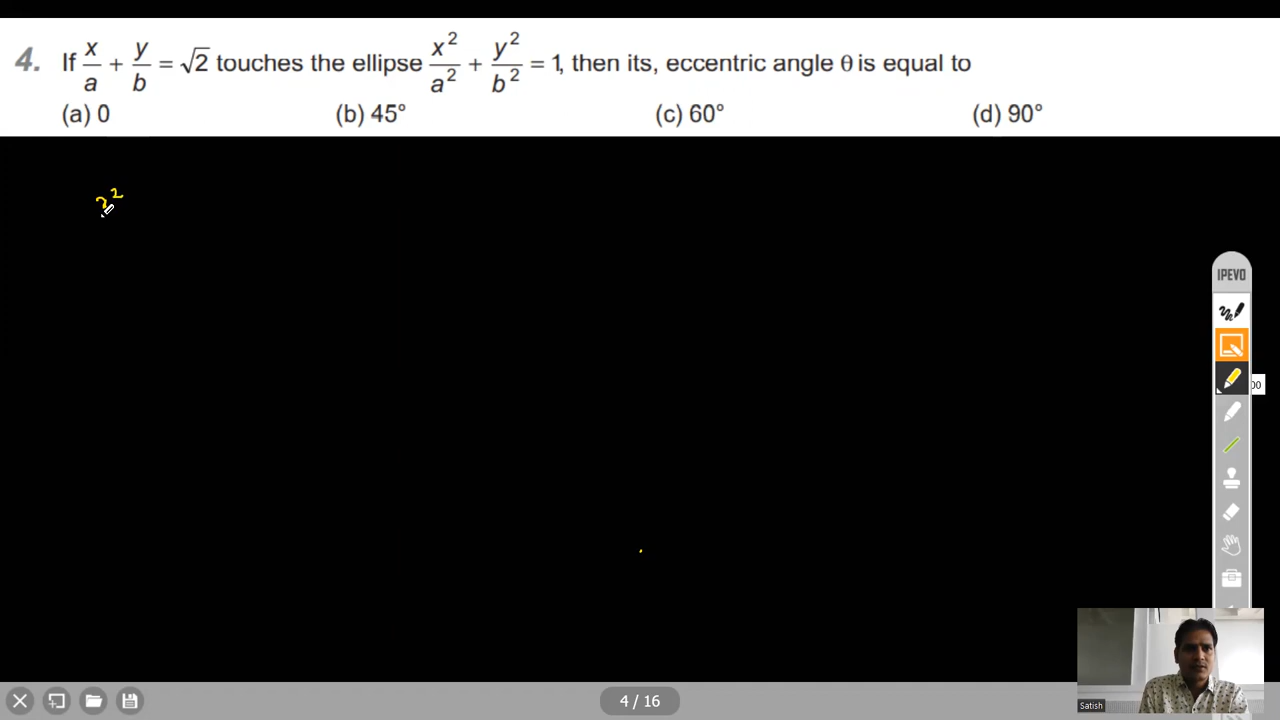 4. If x/a + y/b = √2 touches the ellipse x²/a² + y²/b² = 1, then its, eccentric angle θ is equal to
(a) 0 (b) 45° (c) 60° (d) 90°
IPEVO
00
4 / 16
Satish